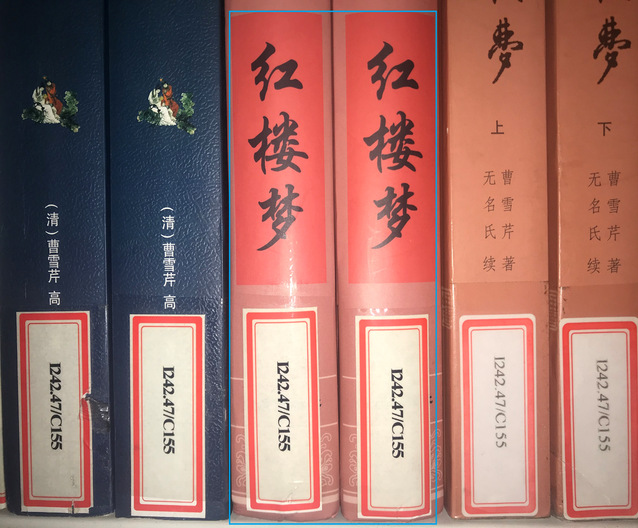 (清)曹雪芹 高
I242.47/C155
(清)曹雪芹 高
I242.47/C155
红楼梦
I242.47/C155
红楼梦
I242.47/C155
梦
上
曹雪芹 著
无名氏 续
I242.47/C155
梦
下
曹雪芹 著
无名氏 续
I242.47/C155